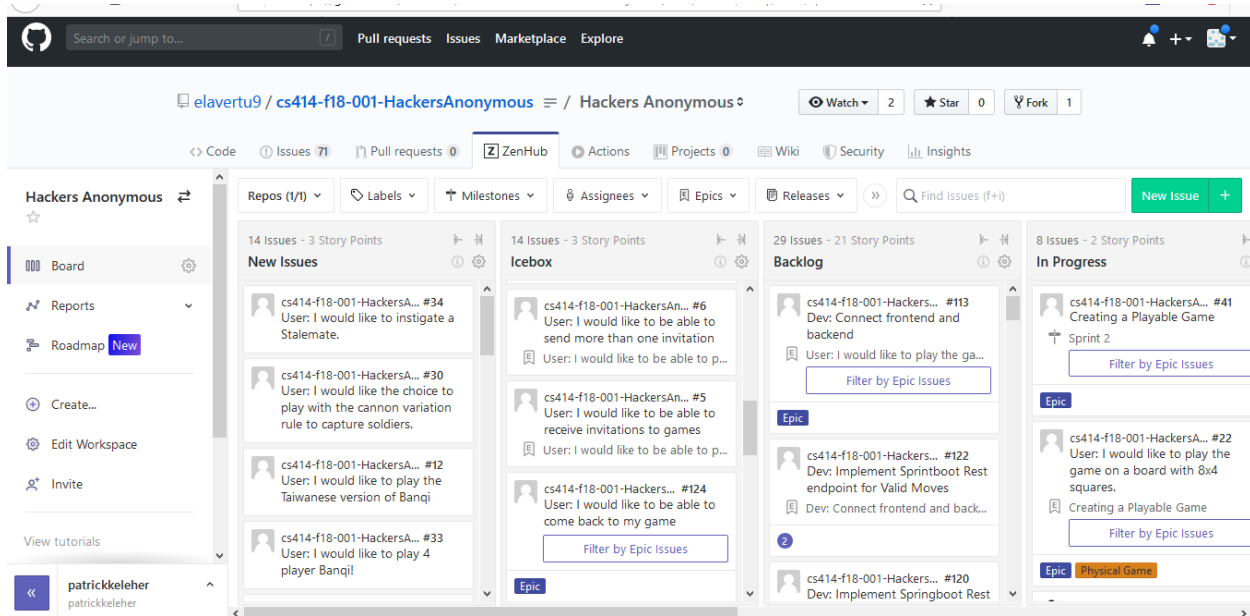 Search or jump to... /
Pull requests Issues Marketplace Explore
elavertu9 / cs414-f18-001-HackersAnonymous / Hackers Anonymous
Watch 2 Star 0 Fork 1
Code Issues 71 Pull requests 0 ZenHub Actions Projects 0 Wiki Security Insights
Hackers Anonymous
Board
Reports
Roadmap New
Create...
Edit Workspace
Invite
View tutorials
patrickkeleher
patrickkeleher
Repos (1/1) Labels Milestones Assignees Epics Releases Find Issues (f+i) New Issue +
14 Issues - 3 Story Points
New Issues
cs414-f18-001-HackersA... #34
User: I would like to instigate a
Stalemate.
cs414-f18-001-HackersA... #30
User: I would like the choice to
play with the cannon variation
rule to capture soldiers.
cs414-f18-001-HackersA... #12
User: I would like to play the
Taiwanese version of Banqi
cs414-f18-001-HackersA... #33
User: I would like to play 4
player Banqi!
14 Issues - 3 Story Points
Icebox
cs414-f18-001-HackersAn... #6
User: I would like to be able to
send more than one invitation
User: I would like to be able to p...
cs414-f18-001-HackersAn... #5
User: I would like to be able to
receive invitations to games
User: I would like to be able to p...
cs414-f18-001-Hackers... #124
User: I would like to be able to
come back to my game
Filter by Epic Issues
Epic
29 Issues - 21 Story Points
Backlog
cs414-f18-001-Hackers... #113
Dev: Connect frontend and
backend
User: I would like to play the ga...
Filter by Epic Issues
Epic
cs414-f18-001-Hackers... #122
Dev: Implement Sprintboot Rest
endpoint for Valid Moves
Dev: Connect frontend and back...
2
cs414-f18-001-Hackers... #120
Dev: Implement Springboot Rest
8 Issues - 2 Story Points
In Progress
cs414-f18-001-HackersA... #41
Creating a Playable Game
Sprint 2
Filter by Epic Issues
Epic
cs414-f18-001-HackersA... #22
User: I would like to play the
game on a board with 8x4
squares.
Creating a Playable Game
Filter by Epic Issues
Epic Physical Game